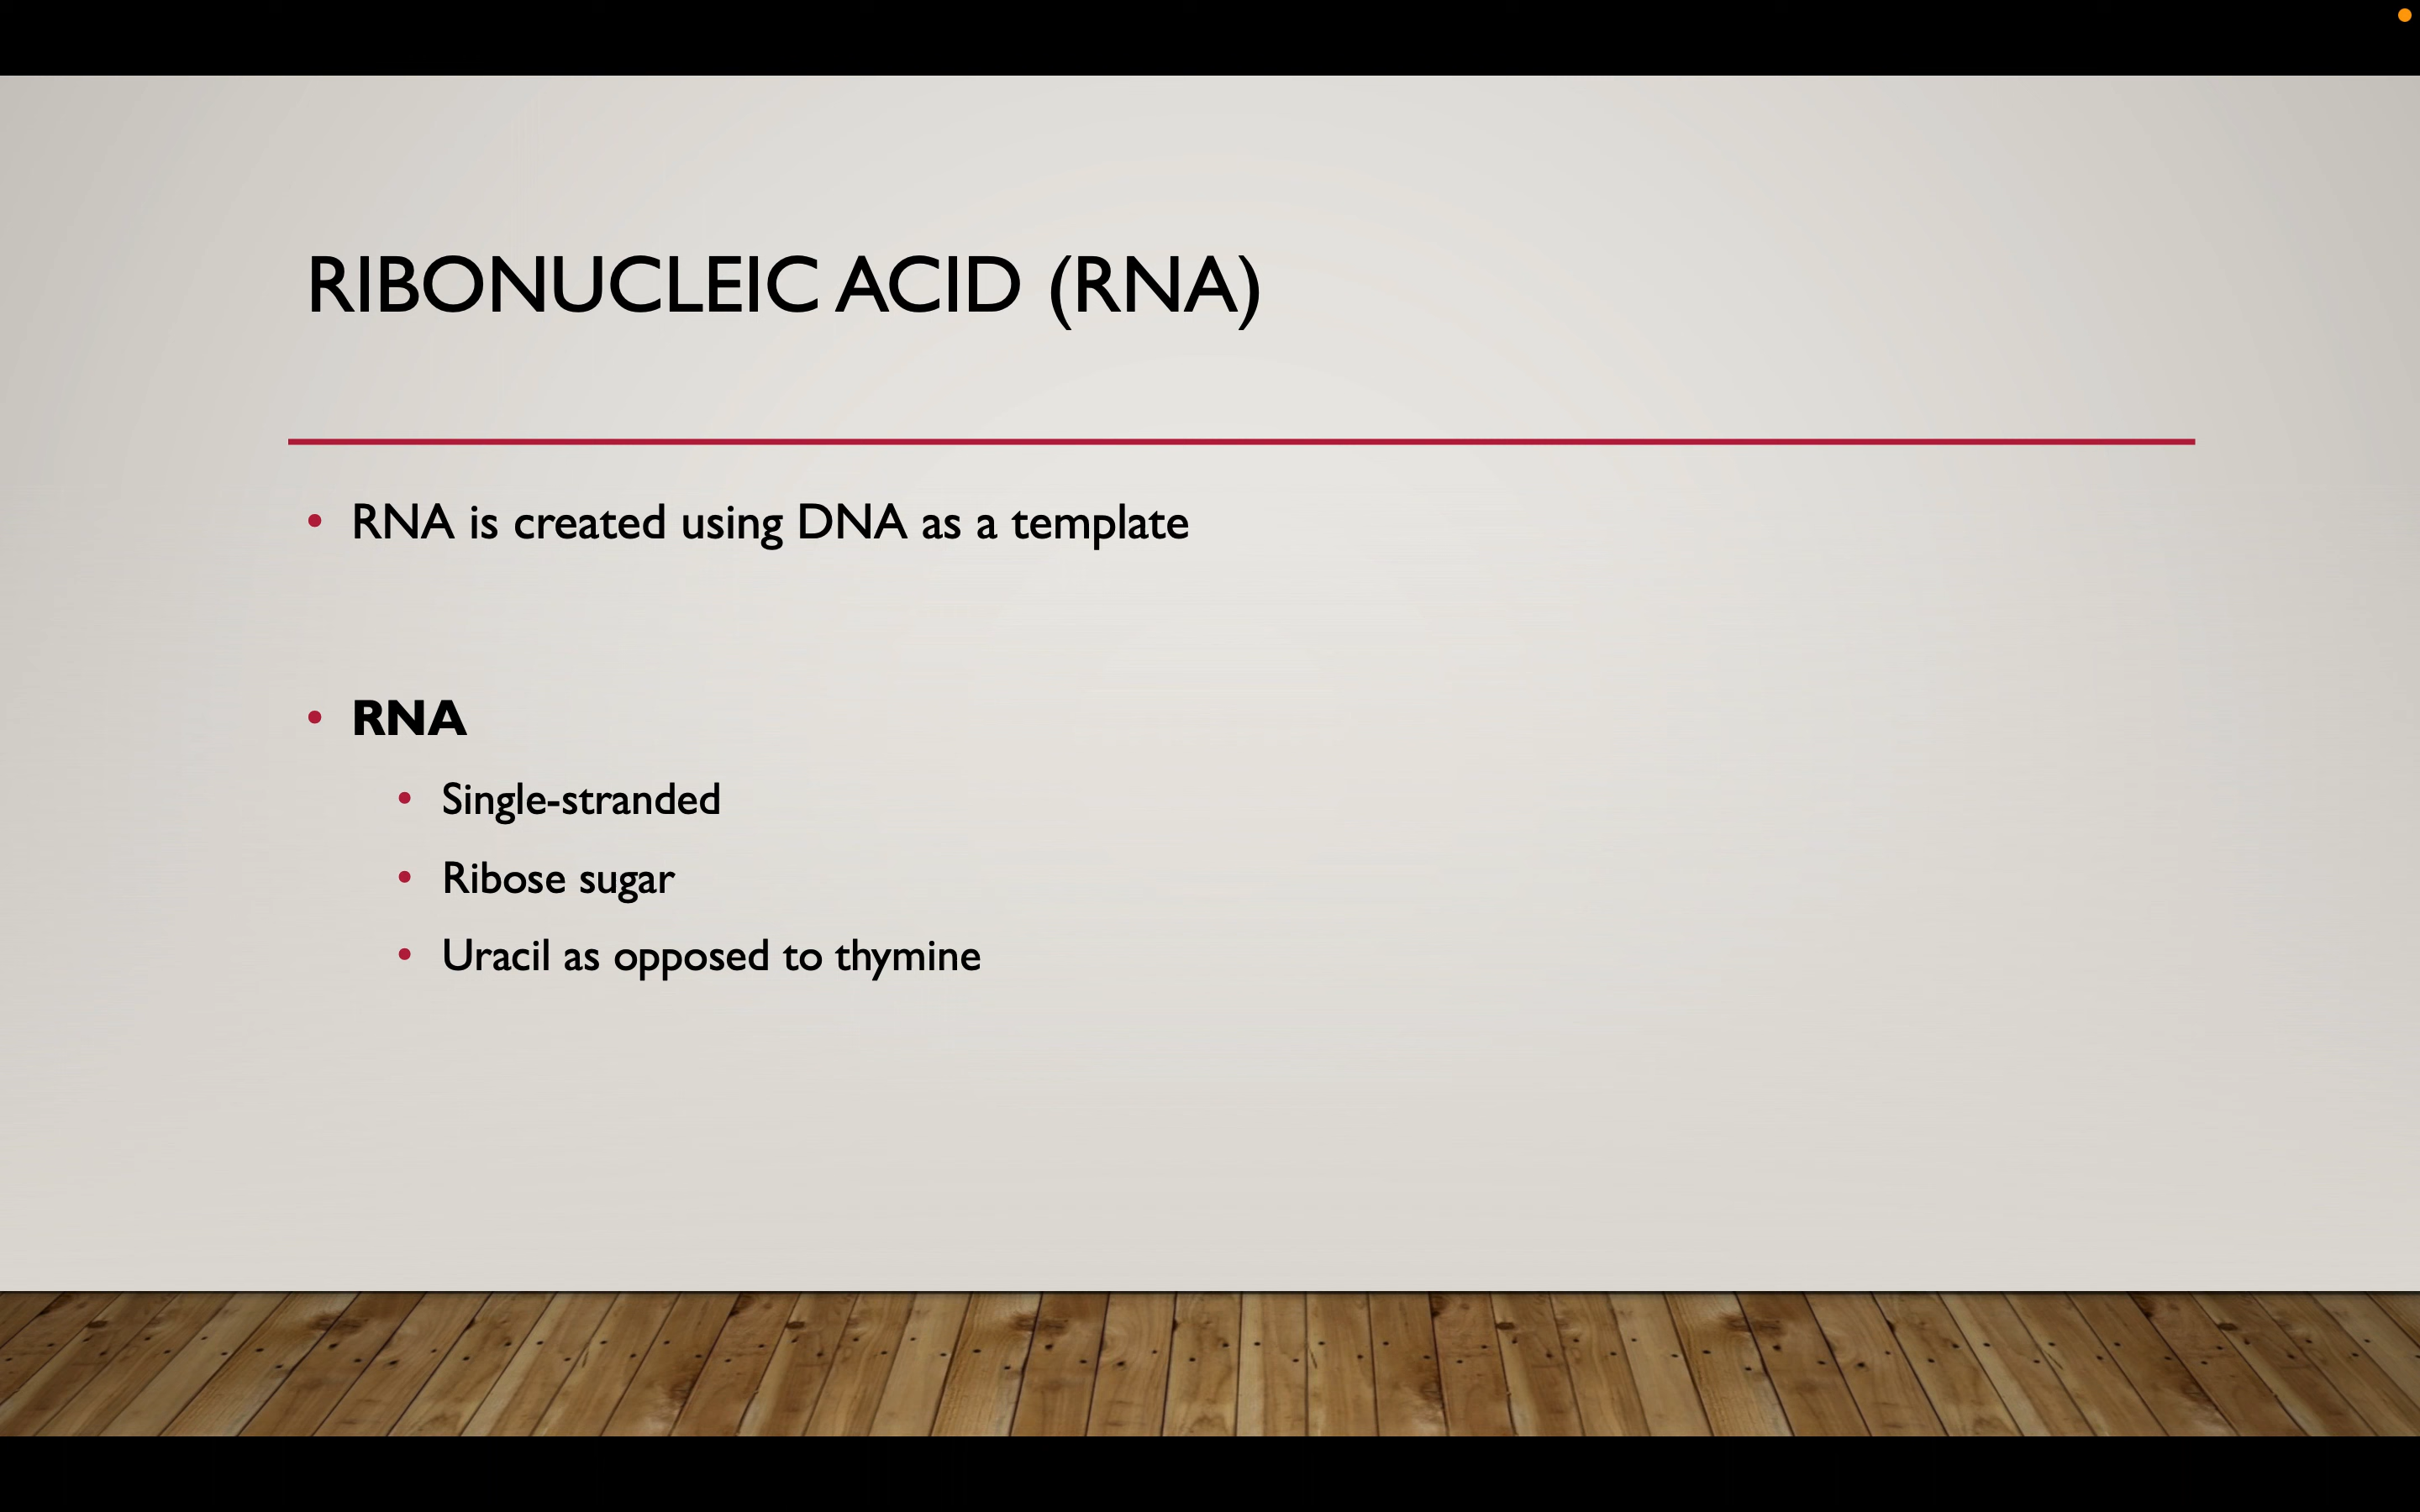 RIBONUCLEIC ACID (RNA)
• RNA is created using DNA as a template
• RNA
• Single-stranded
• Ribose sugar
• Uracil as opposed to thymine